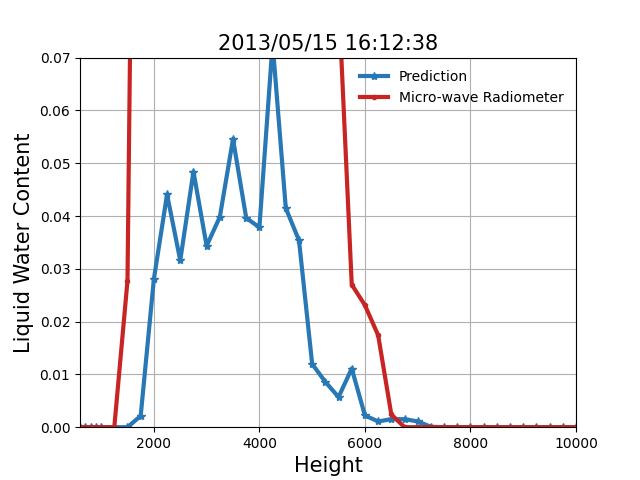 2013/05/15 16:12:38
Prediction
Micro-wave Radiometer
Liquid Water Content
0.07
0.06
0.05
0.04
0.03
0.02
0.01
0.00
2000 4000 6000 8000 10000
Height